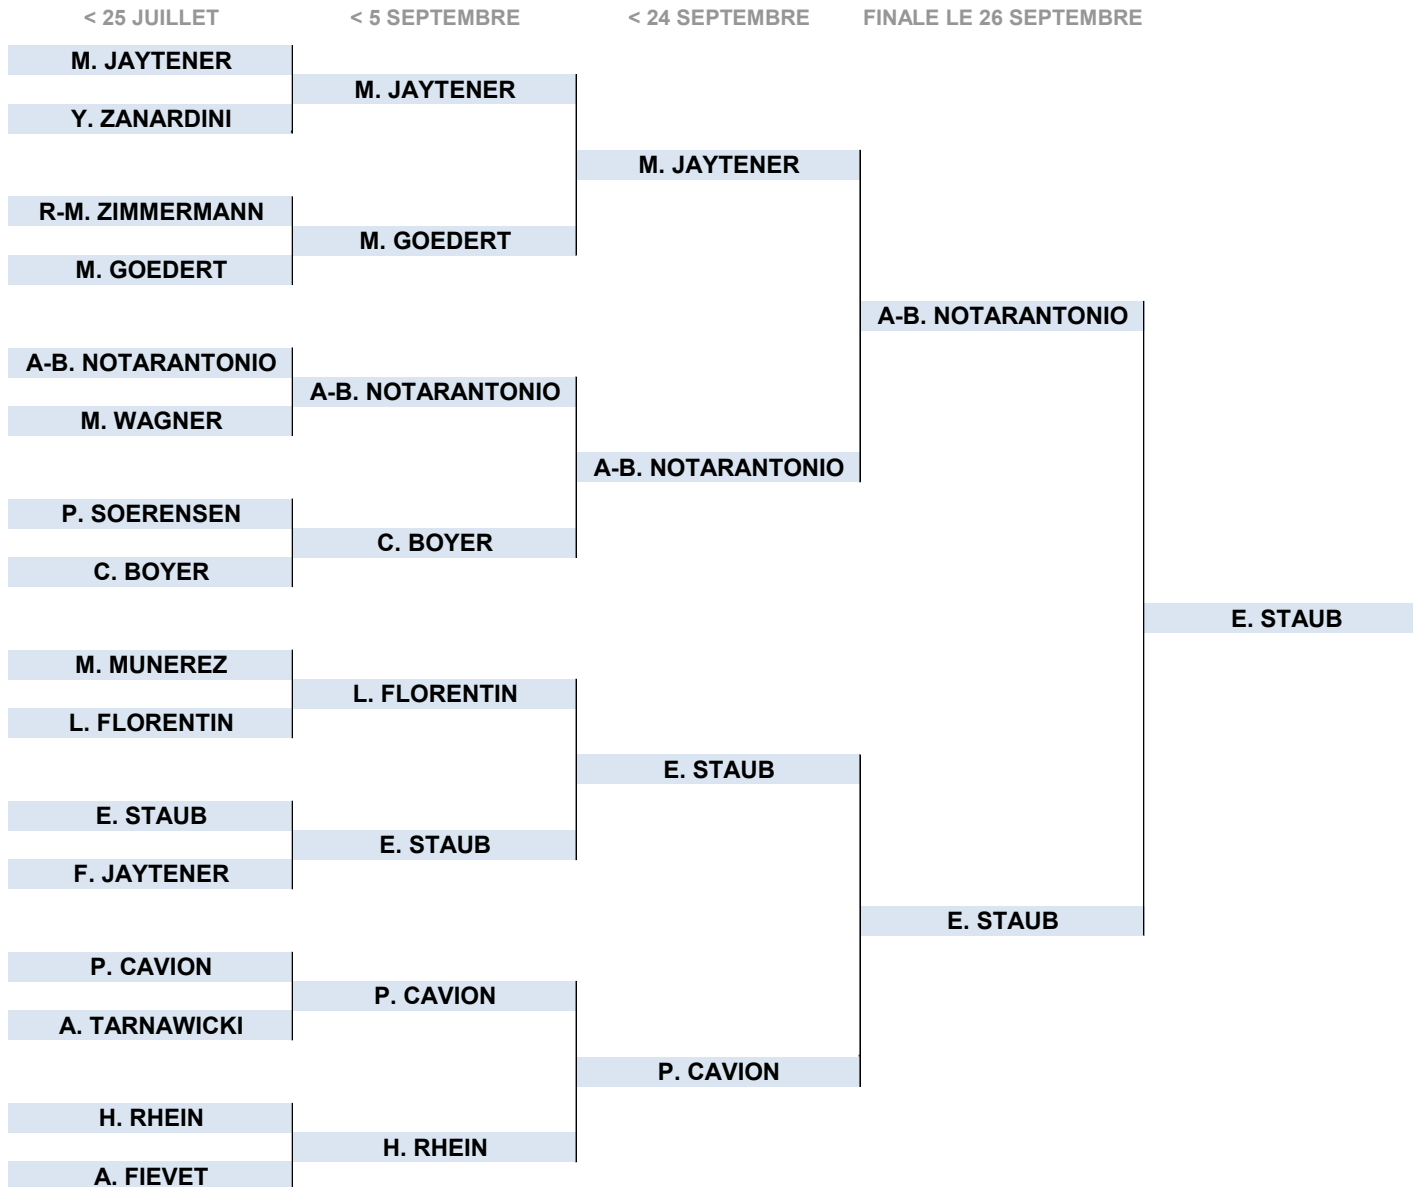 < 25 JUILLET < 5 SEPTEMBRE < 24 SEPTEMBRE FINALE LE 26 SEPTEMBRE
M. JAYTENER
M. JAYTENER
Y. ZANARDINI
M. JAYTENER
R-M. ZIMMERMANN
M. GOEDERT
M. GOEDERT
A-B. NOTARANTONIO
A-B. NOTARANTONIO
A-B. NOTARANTONIO
M. WAGNER
A-B. NOTARANTONIO
P. SOERENSEN
C. BOYER
C. BOYER
E. STAUB
M. MUNEREZ
L. FLORENTIN
L. FLORENTIN
E. STAUB
E. STAUB
E. STAUB
F. JAYTENER
E. STAUB
P. CAVION
P. CAVION
A. TARNAWICKI
P. CAVION
H. RHEIN
H. RHEIN
A. FIEVET